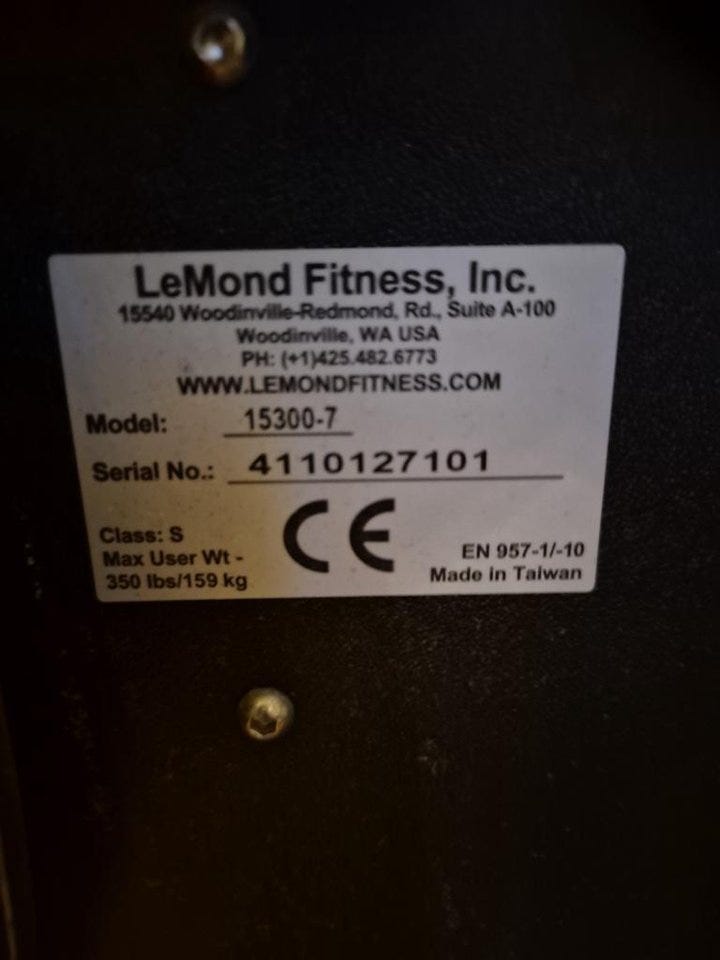 LeMond Fitness, Inc.
15540 Woodinville-Redmond, Rd., Suite A-100
Woodinville, WA USA
PH: (+1)425.482.6773
WWW.LEMONDFITNESS.COM
Model: 15300-7
Serial No.: 4110127101
Class: S
Max User Wt -
350 lbs/159 kg
CE
EN 957-1/-10
Made in Taiwan